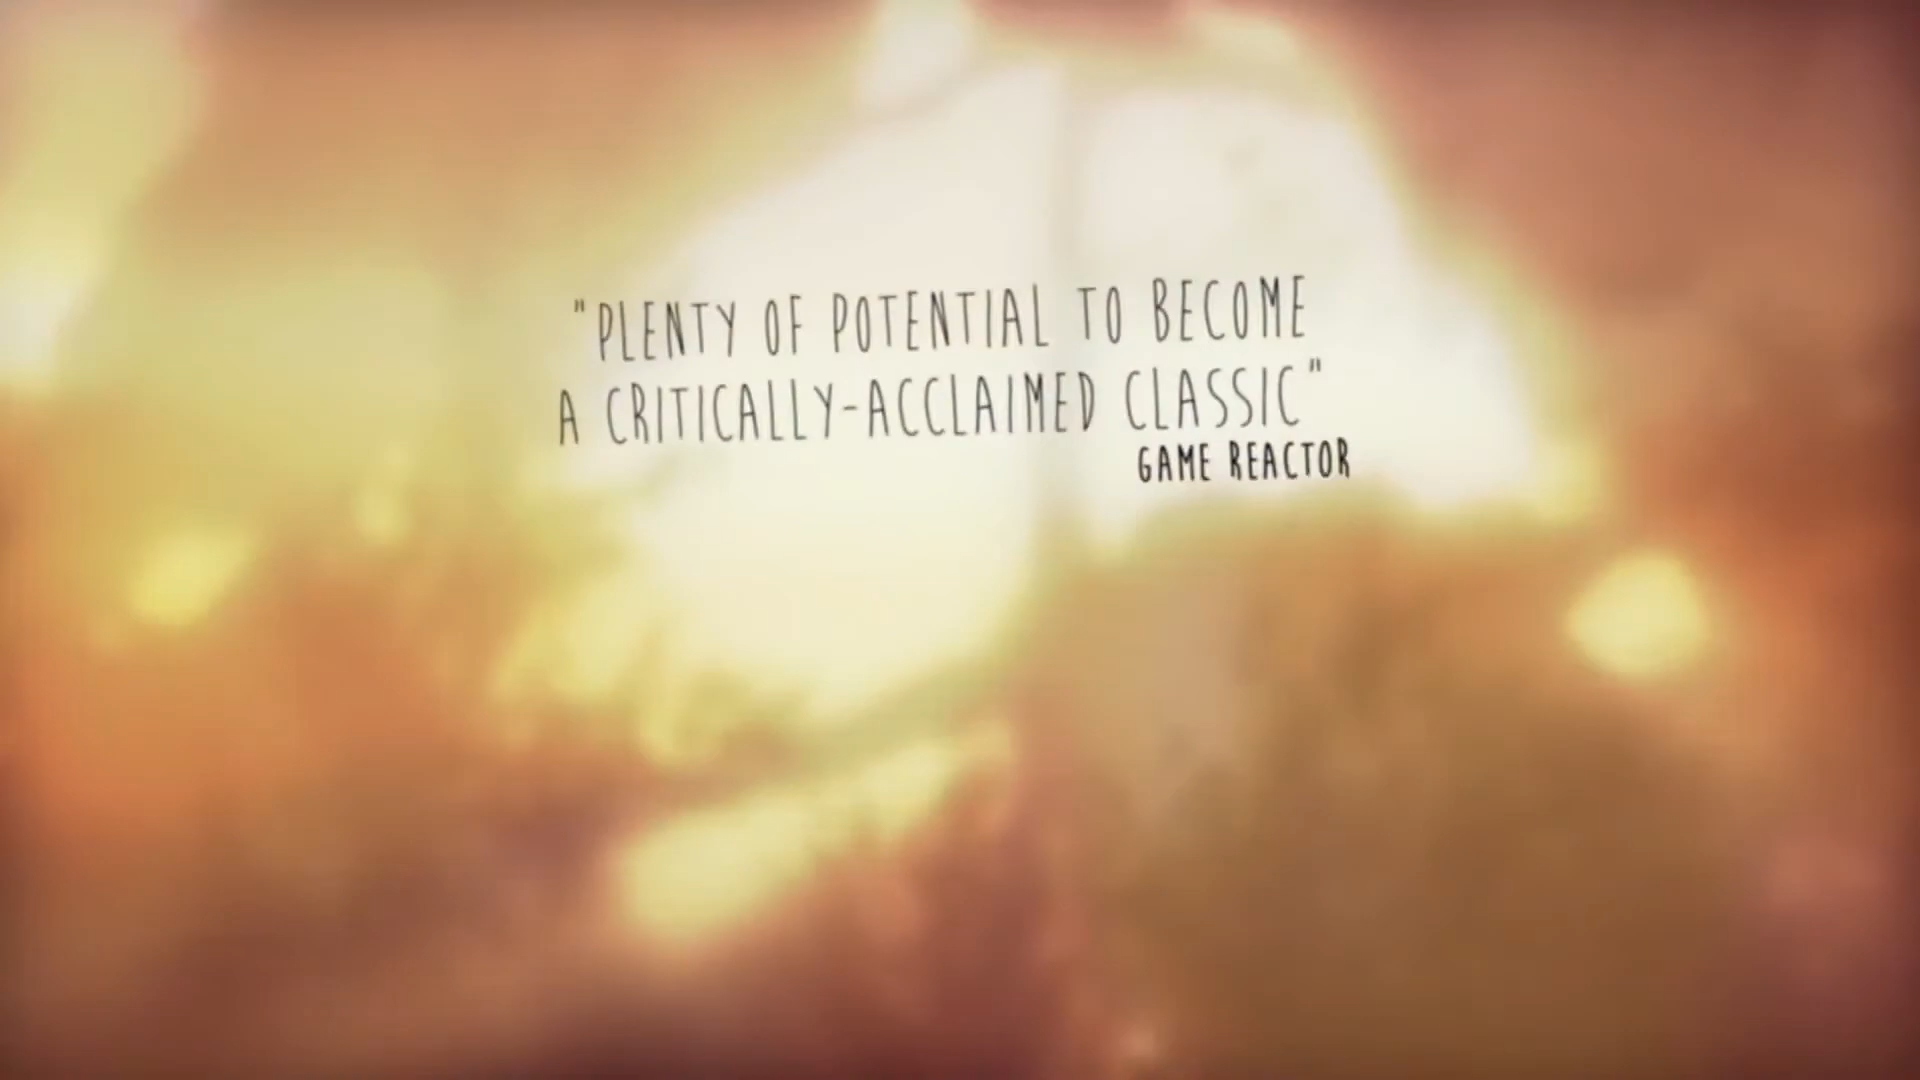 "PLENTY OF POTENTIAL TO BECOME
A CRITICALLY-ACCLAIMED CLASSIC"
GAME REACTOR